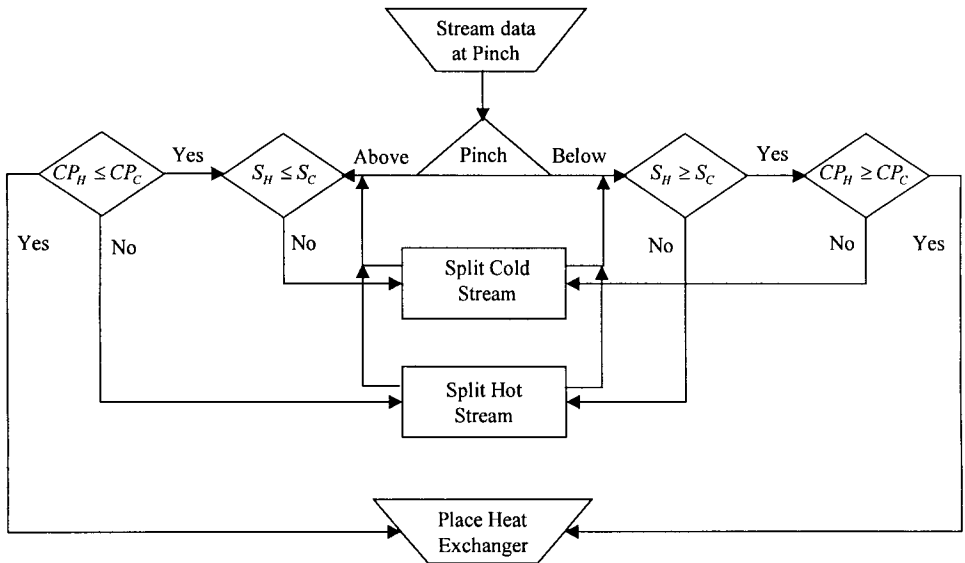 Stream data
at Pinch
Yes
Above
Pinch
Below
Yes
CP_H ≤ CP_C
S_H ≤ S_C
S_H ≥ S_C
CP_H ≥ CP_C
Yes
No
No
No
No
Yes
Split Cold
Stream
Split Hot
Stream
Place Heat
Exchanger